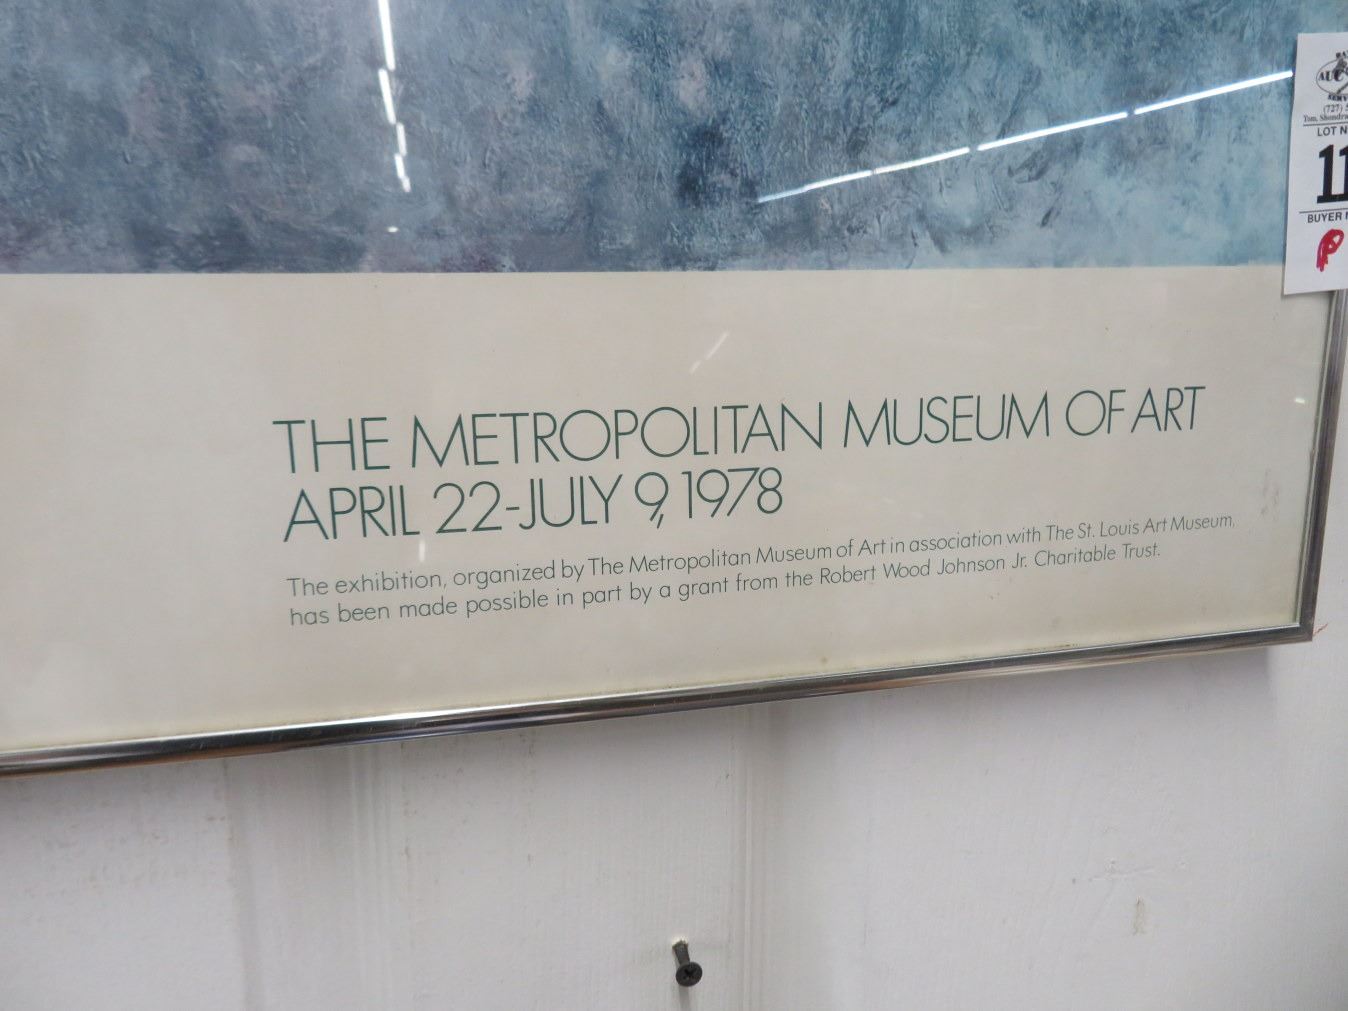 THE METROPOLITAN MUSEUM OF ART
APRIL 22-JULY 9, 1978
The exhibition, organized by The Metropolitan Museum of Art in association with The St. Louis Art Museum,
has been made possible in part by a grant from the Robert Wood Johnson Jr. Charitable Trust.
(727)
LOT
11
BUYER
P